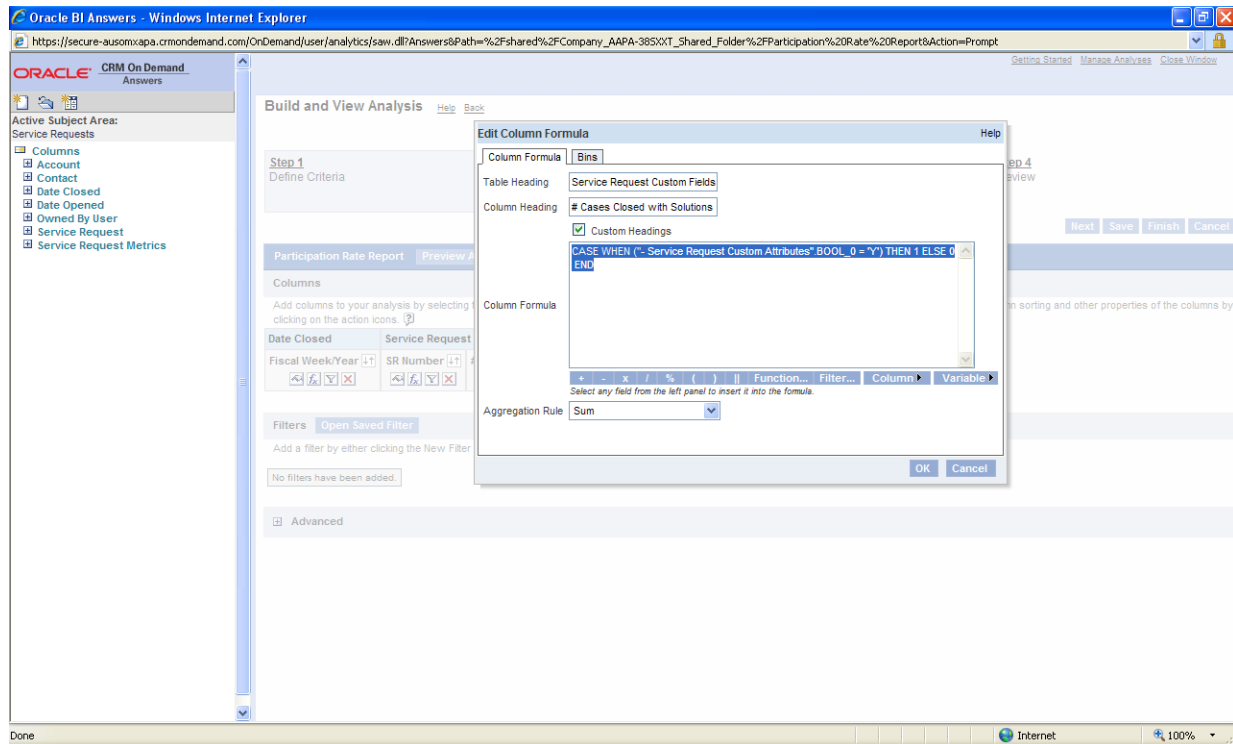 Oracle BI Answers - Windows Internet Explorer
https://secure-ausomxapa.crmondemand.com/OnDemand/user/analytics/saw.dll?Answers&Path=%2Fshared%2FCompany_AAPA-385XXT_Shared_Folder%2FParticipation%20Rate%20Report&Action=Prompt
ORACLE CRM On Demand
Answers
Getting Started Manage Analyses Close Window
Active Subject Area:
Service Requests
Columns
Account
Contact
Date Closed
Date Opened
Owned By User
Service Request
Service Request Metrics
Build and View Analysis Help Back
Step 1
Define Criteria
ep 4
eview
Next Save Finish Cancel
Participation Rate Report Preview A
Columns
Add columns to your analysis by selecting t
n sorting and other properties of the columns by
clicking on the action icons.
Date Closed Service Request
Fiscal Week/Year SR Number #
Filters Open Saved Filter
Add a filter by either clicking the New Filter
No filters have been added.
Advanced
Edit Column Formula Help
Column Formula Bins
Table Heading Service Request Custom Fields
Column Heading # Cases Closed with Solutions
Custom Headings
Column Formula
CASE WHEN ("- Service Request Custom Attributes".BOOL_0 = 'Y') THEN 1 ELSE 0
END
+ - x / % ( ) || Function... Filter... Column Variable
Select any field from the left panel to insert it into the formula.
Aggregation Rule Sum
OK Cancel
Done Internet 100%